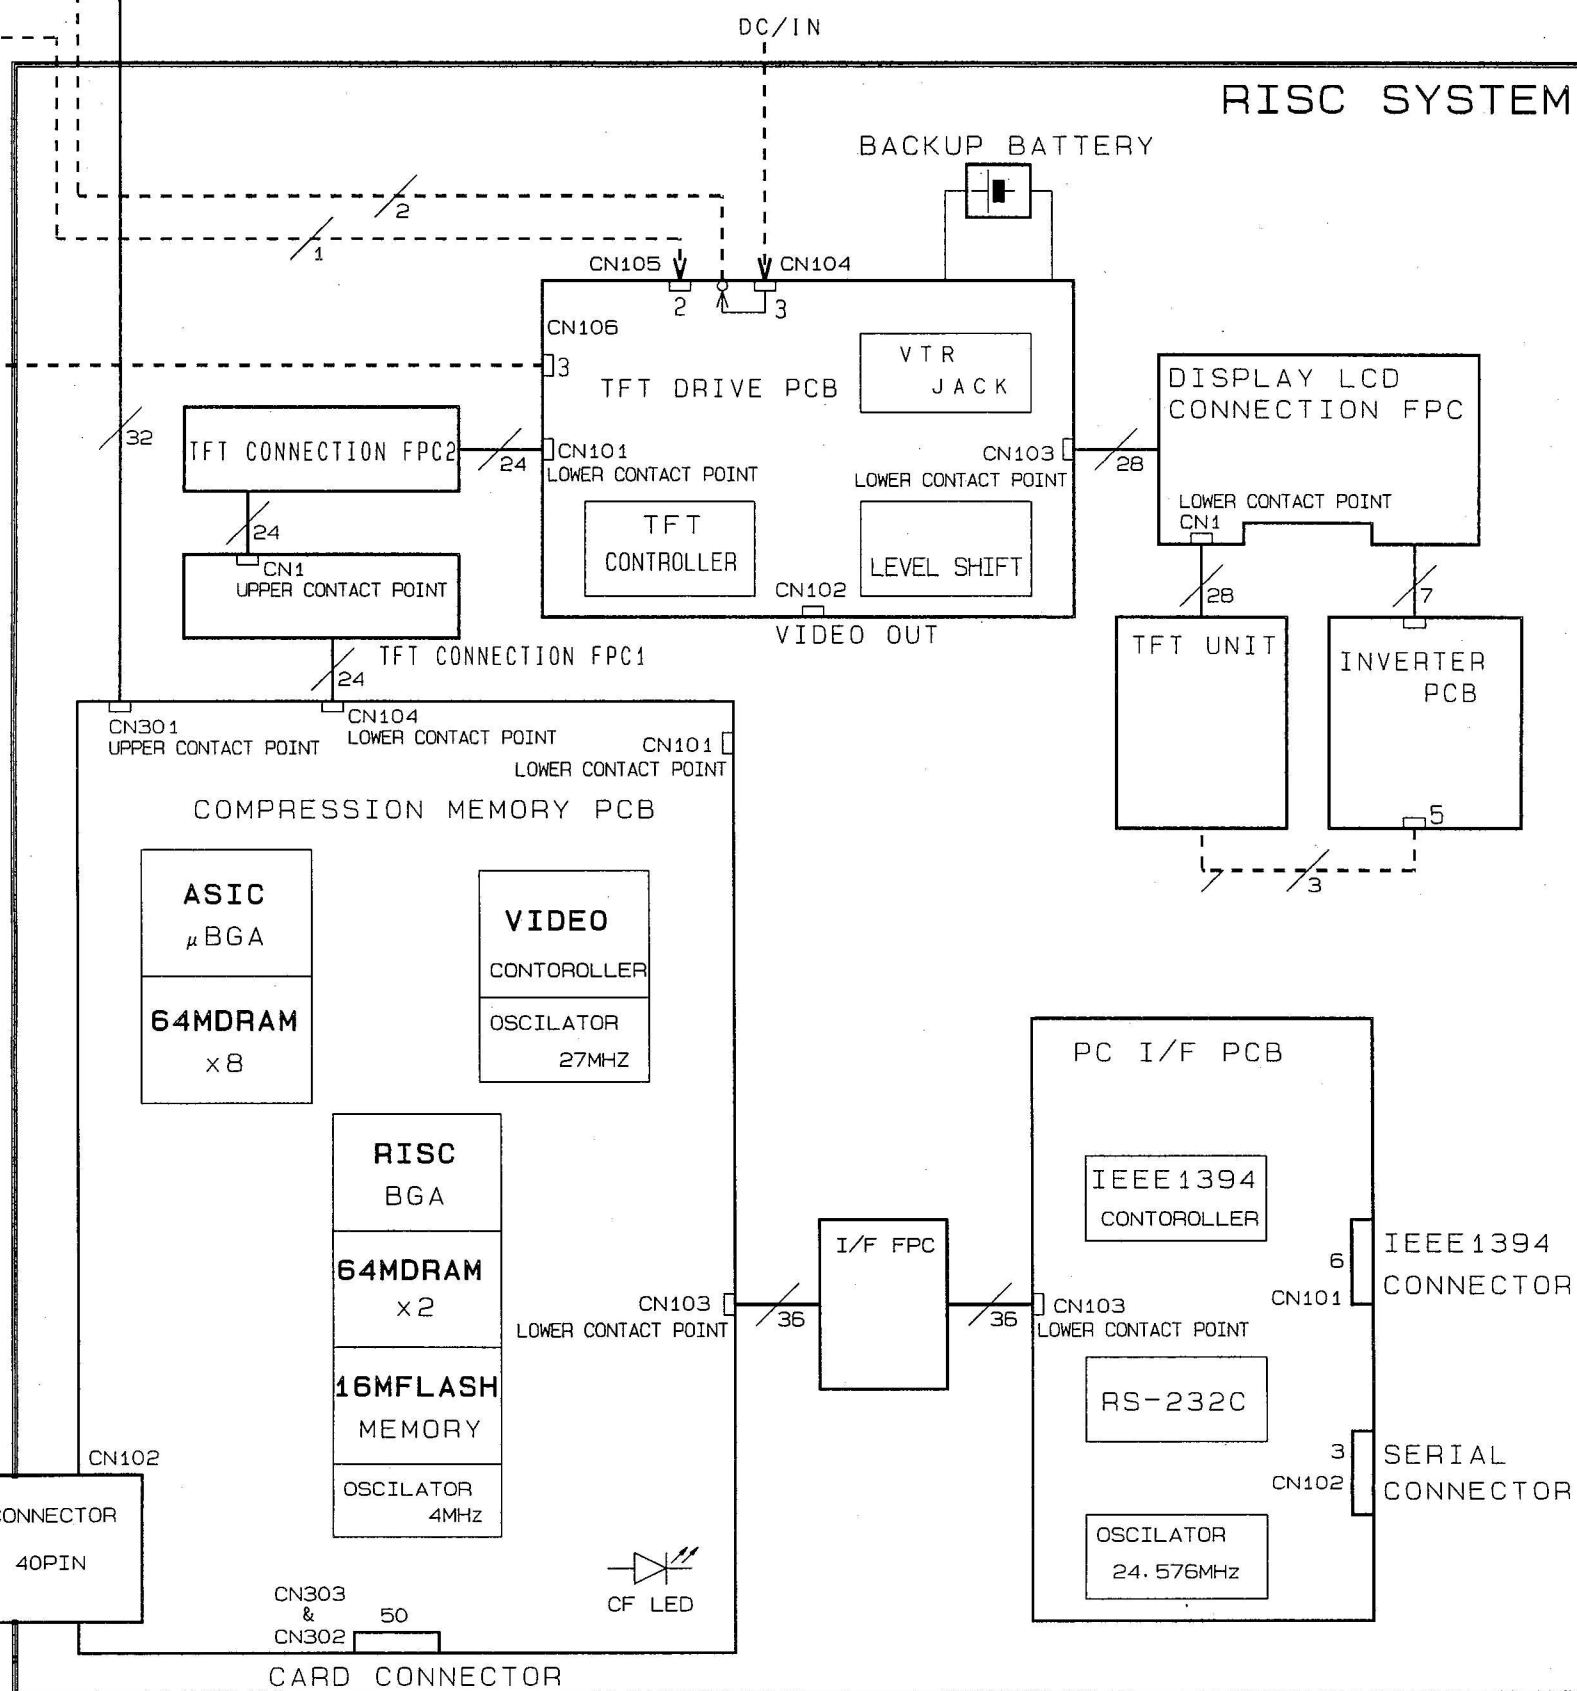 DC/IN
RISC SYSTEM
BACKUP BATTERY
2
1
CN105
CN104
2
3
CN106
3
TFT DRIVE PCB
VTR
JACK
DISPLAY LCD
CONNECTION FPC
32
TFT CONNECTION FPC2
24
CN101
LOWER CONTACT POINT
CN103
LOWER CONTACT POINT
28
LOWER CONTACT POINT
CN1
24
TFT
CONTROLLER
LEVEL SHIFT
CN1
UPPER CONTACT POINT
CN102
VIDEO OUT
28
7
TFT CONNECTION FPC1
24
TFT UNIT
INVERTER
PCB
CN301
UPPER CONTACT POINT
CN104
LOWER CONTACT POINT
CN101
LOWER CONTACT POINT
COMPRESSION MEMORY PCB
5
3
ASIC
μBGA
64MDRAM
x8
VIDEO
CONTOROLLER
OSCILATOR
27MHZ
PC I/F PCB
RISC
BGA
64MDRAM
x2
16MFLASH
MEMORY
OSCILATOR
4MHz
IEEE1394
CONTOROLLER
I/F FPC
6
CN101
IEEE1394
CONNECTOR
CN103
LOWER CONTACT POINT
36
36
CN103
LOWER CONTACT POINT
RS-232C
3
CN102
SERIAL
CONNECTOR
CN102
CONNECTOR
40PIN
OSCILATOR
24.576MHz
CF LED
CN303
&
CN302
50
CARD CONNECTOR